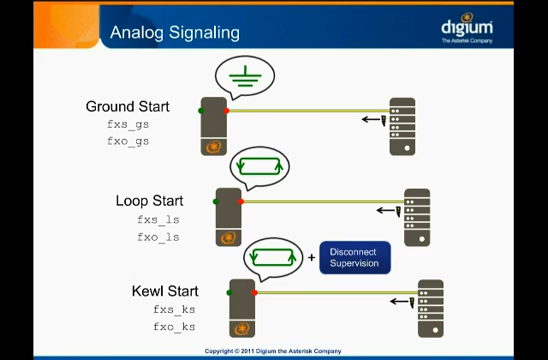 Analog Signaling
digium
The Asterisk Company
Ground Start
fxs_gs
fxo_gs
Loop Start
fxs_ls
fxo_ls
Disconnect
Supervision
+
Kewl Start
fxs_ks
fxo_ks
Copyright © 2011 Digium the Asterisk Company